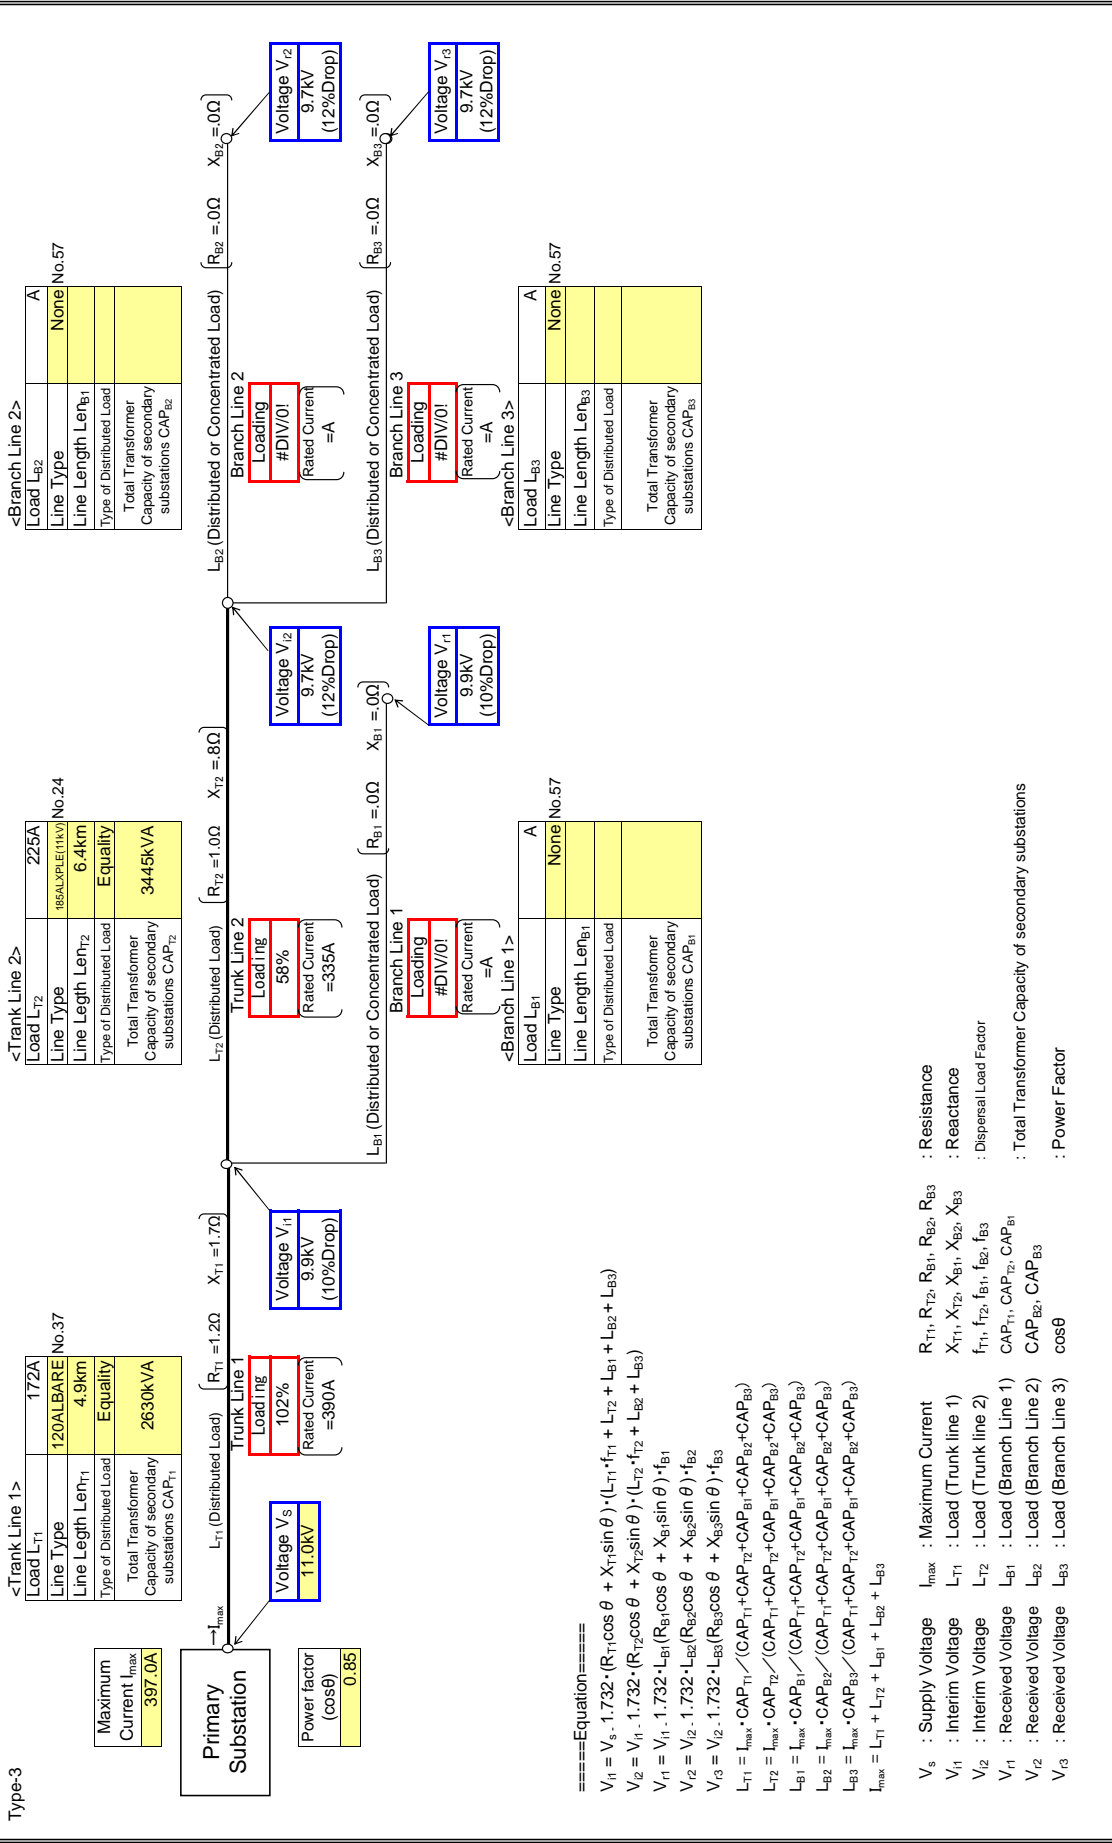 Type-3
Maximum
Current Imax
397.0A
Primary
Substation
Power factor
(cosθ)
0.85
→Imax
Voltage VS
11.0kV
<Trank Line 1>
Load LT1 172A
Line Type 120ALBARE No.37
Line Legth LenT1 4.9km
Type of Distributed Load Equality
Total Transformer
Capacity of secondary
substations CAPT1
2630kVA
LT1 (Distributed Load) RT1 =1.2Ω XT1 =1.7Ω
Trunk Line 1
Loading
102%
Rated Current
=390A
Voltage Vi1
9.9kV
(10%Drop)
<Trank Line 2>
Load LT2 225A
Line Type 185ALXPLE(11kV) No.24
Line Length LenT2 6.4km
Type of Distributed Load Equality
Total Transformer
Capacity of secondary
substations CAPT2
3445kVA
LT2 (Distributed Load) RT2 =1.0Ω XT2 =.8Ω
Trunk Line 2
Loading
58%
Rated Current
=335A
Voltage Vi2
9.7kV
(12%Drop)
LB1 (Distributed or Concentrated Load) RB1 =.0Ω XB1 =.0Ω
Branch Line 1
Loading
#DIV/0!
Rated Current
=A
Voltage Vr1
9.9kV
(10%Drop)
<Branch Line 1>
Load LB1 A
Line Type None No.57
Line Length LenB1
Type of Distributed Load
Total Transformer
Capacity of secondary
substations CAPB1
<Branch Line 2>
Load LB2 A
Line Type None No.57
Line Length LenB1
Type of Distributed Load
Total Transformer
Capacity of secondary
substations CAPB2
LB2 (Distributed or Concentrated Load) RB2 =.0Ω XB2 =.0Ω
Branch Line 2
Loading
#DIV/0!
Rated Current
=A
Voltage Vr2
9.7kV
(12%Drop)
LB3 (Distributed or Concentrated Load) RB3 =.0Ω XB3 =.0Ω
Branch Line 3
Loading
#DIV/0!
Rated Current
=A
Voltage Vr3
9.7kV
(12%Drop)
<Branch Line 3>
Load LB3 A
Line Type None No.57
Line Length LenB3
Type of Distributed Load
Total Transformer
Capacity of secondary
substations CAPB3
=====Equation=====
Vi1 = Vs - 1.732・(RT1cos θ + XT1sin θ)・(LT1・fT1 + LT2 + LB1 + LB2 + LB3)
Vi2 = Vi1 - 1.732・(RT2cos θ + XT2sin θ)・(LT2・fT2 + LB2 + LB3)
Vr1 = Vi1 - 1.732・LB1(RB1cos θ + XB1sin θ)・fB1
Vr2 = Vi2 - 1.732・LB2(RB2cos θ + XB2sin θ)・fB2
Vr3 = Vi2 - 1.732・LB3(RB3cos θ + XB3sin θ)・fB3
LT1 = Imax・CAPT1／(CAPT1+CAPT2+CAPB1+CAPB2+CAPB3)
LT2 = Imax・CAPT2／(CAPT1+CAPT2+CAPB1+CAPB2+CAPB3)
LB1 = Imax・CAPB1／(CAPT1+CAPT2+CAPB1+CAPB2+CAPB3)
LB2 = Imax・CAPB2／(CAPT1+CAPT2+CAPB1+CAPB2+CAPB3)
LB3 = Imax・CAPB3／(CAPT1+CAPT2+CAPB1+CAPB2+CAPB3)
Imax = LT1 + LT2 + LB1 + LB2 + LB3
Vs : Supply Voltage Imax : Maximum Current RT1, RT2, RB1, RB2, RB3 : Resistance
Vi1 : Interim Voltage LT1 : Load (Trunk line 1) XT1, XT2, XB1, XB2, XB3 : Reactance
Vi2 : Interim Voltage LT2 : Load (Trunk line 2) fT1, fT2, fB1, fB2, fB3 : Dispersal Load Factor
Vr1 : Received Voltage LB1 : Load (Branch Line 1) CAPT1, CAPT2, CAPB1 : Total Transformer Capacity of secondary substations
Vr2 : Received Voltage LB2 : Load (Branch Line 2) CAPB2, CAPB3
Vr3 : Received Voltage LB3 : Load (Branch Line 3) cosθ : Power Factor